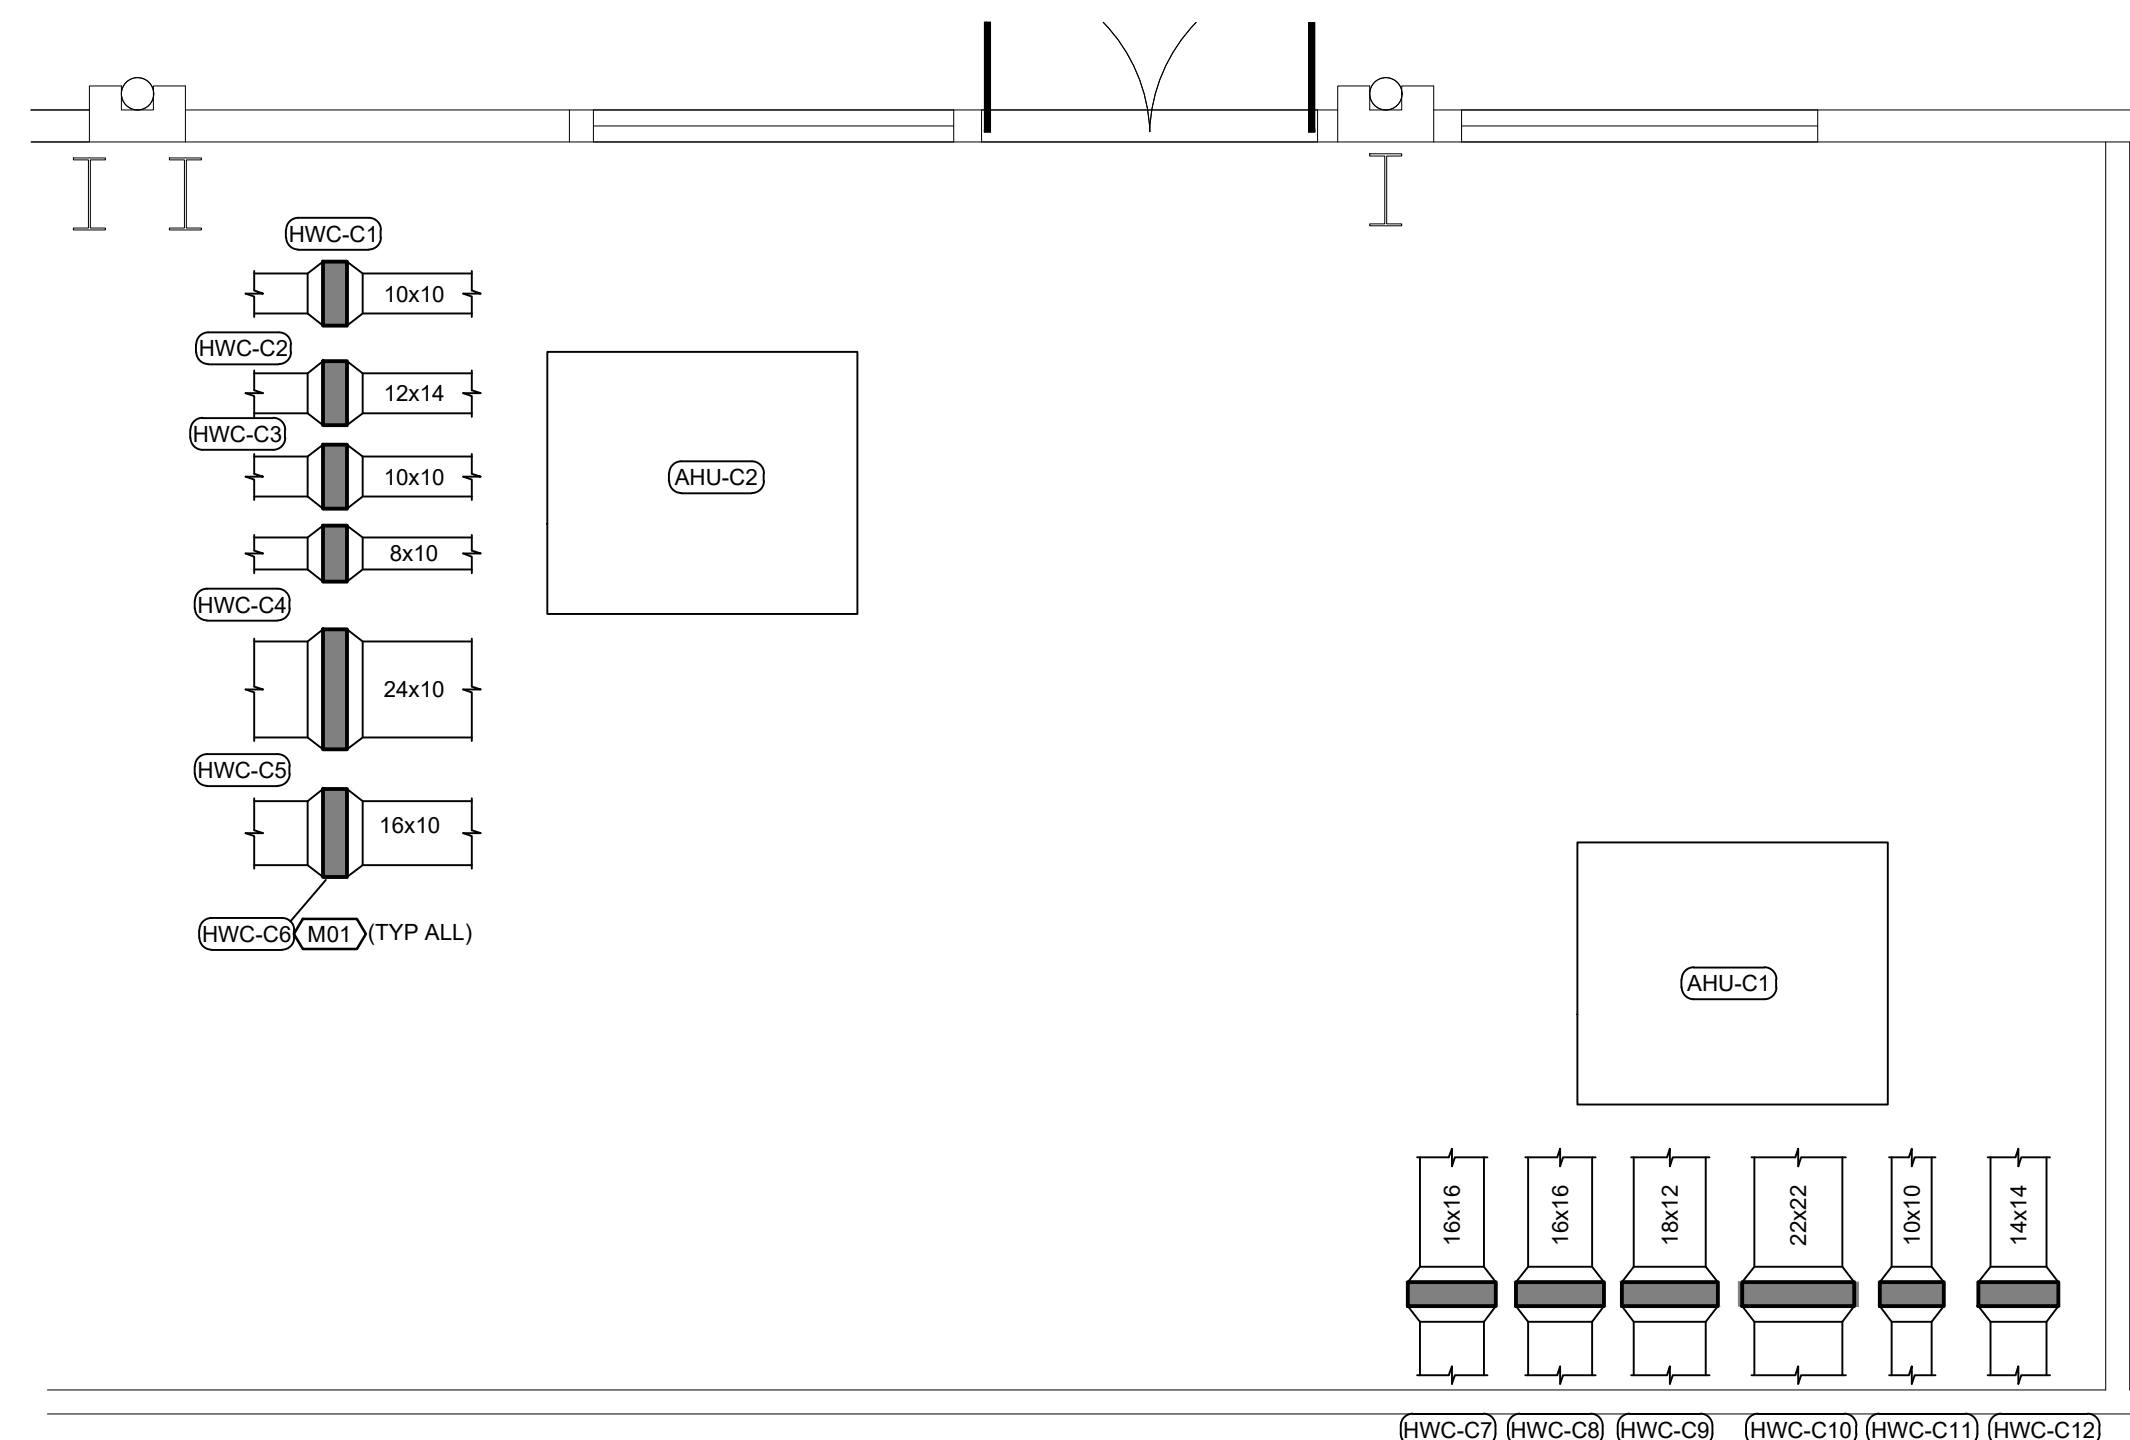 HWC-C1
10x10
HWC-C2
12x14
HWC-C3
10x10
AHU-C2
8x10
HWC-C4
24x10
HWC-C5
16x10
HWC-C6 M01 (TYP ALL)
AHU-C1
16x16
16x16
18x12
22x22
10x10
14x14
HWC-C7 HWC-C8 HWC-C9 HWC-C10 HWC-C11 HWC-C12